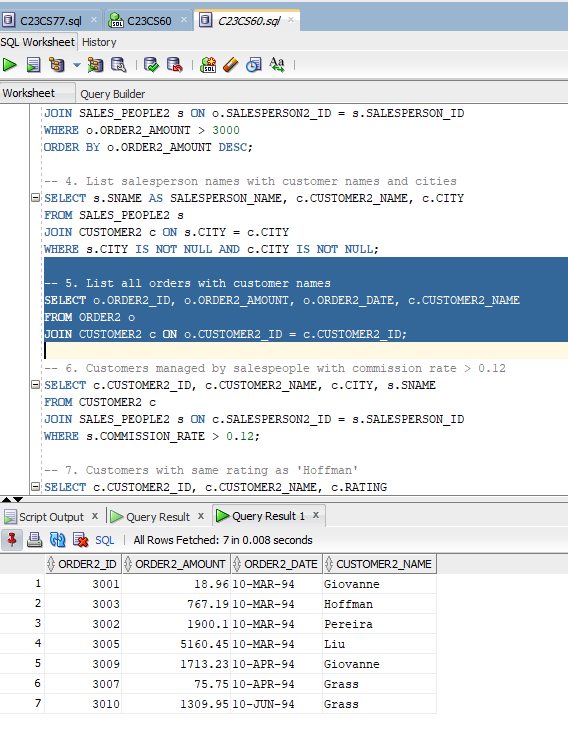 C23CS77.sql × C23CS60 × C23CS60.sql ×
SQL Worksheet History
Worksheet Query Builder
JOIN SALES_PEOPLE2 s ON o.SALESPERSON2_ID = s.SALESPERSON_ID
WHERE o.ORDER2_AMOUNT > 3000
ORDER BY o.ORDER2_AMOUNT DESC;
-- 4. List salesperson names with customer names and cities
SELECT s.SNAME AS SALESPERSON_NAME, c.CUSTOMER2_NAME, c.CITY
FROM SALES_PEOPLE2 s
JOIN CUSTOMER2 c ON s.CITY = c.CITY
WHERE s.CITY IS NOT NULL AND c.CITY IS NOT NULL;
-- 5. List all orders with customer names
SELECT o.ORDER2_ID, o.ORDER2_AMOUNT, o.ORDER2_DATE, c.CUSTOMER2_NAME
FROM ORDER2 o
JOIN CUSTOMER2 c ON o.CUSTOMER2_ID = c.CUSTOMER2_ID;
-- 6. Customers managed by salespeople with commission rate > 0.12
SELECT c.CUSTOMER2_ID, c.CUSTOMER2_NAME, c.CITY, s.SNAME
FROM CUSTOMER2 c
JOIN SALES_PEOPLE2 s ON c.SALESPERSON2_ID = s.SALESPERSON_ID
WHERE s.COMMISSION_RATE > 0.12;
-- 7. Customers with same rating as 'Hoffman'
SELECT c.CUSTOMER2_ID, c.CUSTOMER2_NAME, c.RATING
Script Output × Query Result × Query Result 1 ×
SQL | All Rows Fetched: 7 in 0.008 seconds
ORDER2_ID ORDER2_AMOUNT ORDER2_DATE CUSTOMER2_NAME
1 3001 18.96 10-MAR-94 Giovanne
2 3003 767.19 10-MAR-94 Hoffman
3 3002 1900.1 10-MAR-94 Pereira
4 3005 5160.45 10-MAR-94 Liu
5 3009 1713.23 10-APR-94 Giovanne
6 3007 75.75 10-APR-94 Grass
7 3010 1309.95 10-JUN-94 Grass